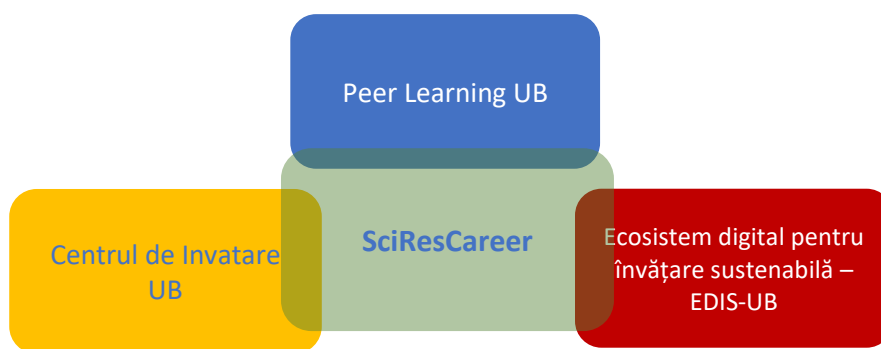 Peer Learning UB
Centrul de Invatare
UB
SciResCareer
Ecosistem digital pentru
învățare sustenabilă –
EDIS-UB